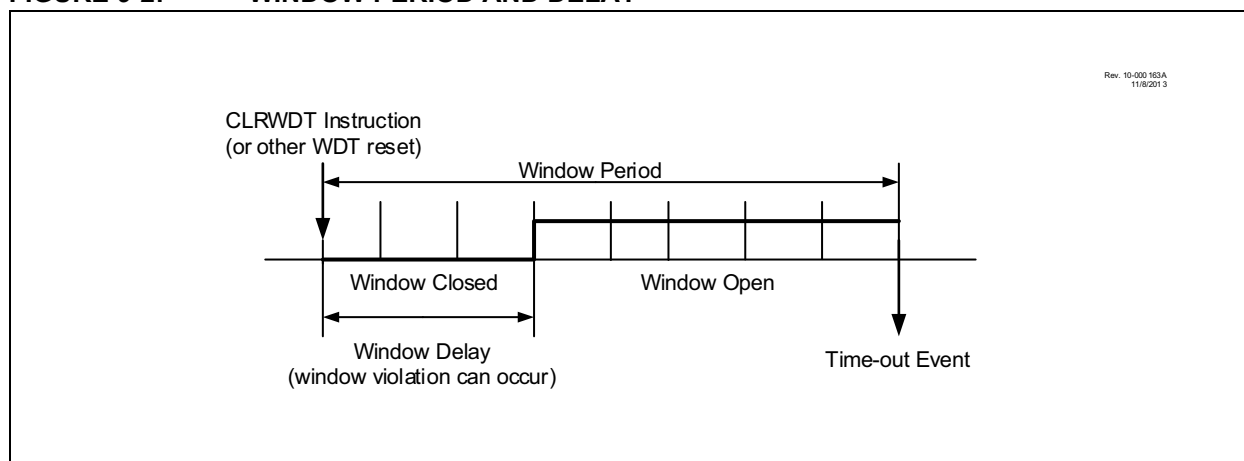 WINDOW PERIOD AND DELAY
Rev. 10-000 163A
11/8/201 3
CLRWDT Instruction
(or other WDT reset)
Window Period
Window Closed
Window Open
Window Delay
(window violation can occur)
Time-out Event